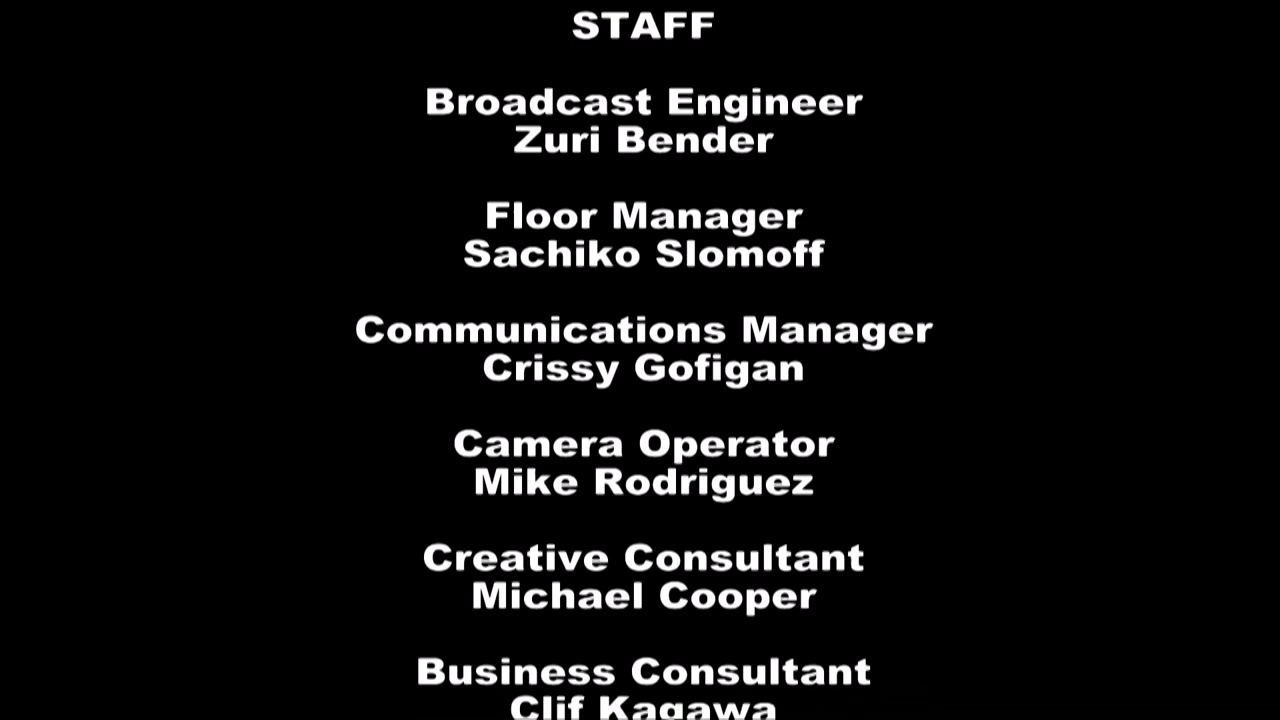 STAFF
Broadcast Engineer
Zuri Bender
Floor Manager
Sachiko Slomoff
Communications Manager
Crissy Gofigan
Camera Operator
Mike Rodriguez
Creative Consultant
Michael Cooper
Business Consultant
Clif Kagawa